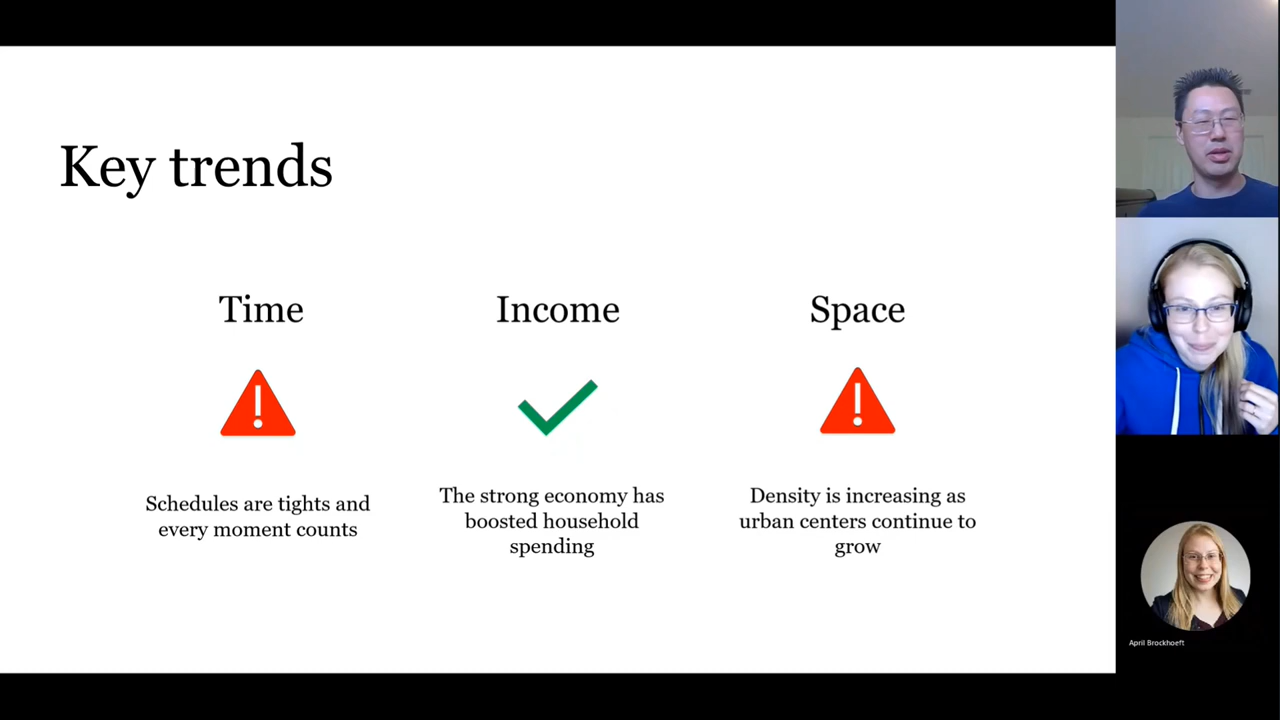 Key trends
Time
Income
Space
Schedules are tights and
every moment counts
The strong economy has
boosted household
spending
Density is increasing as
urban centers continue to
grow
April Brockhoeft